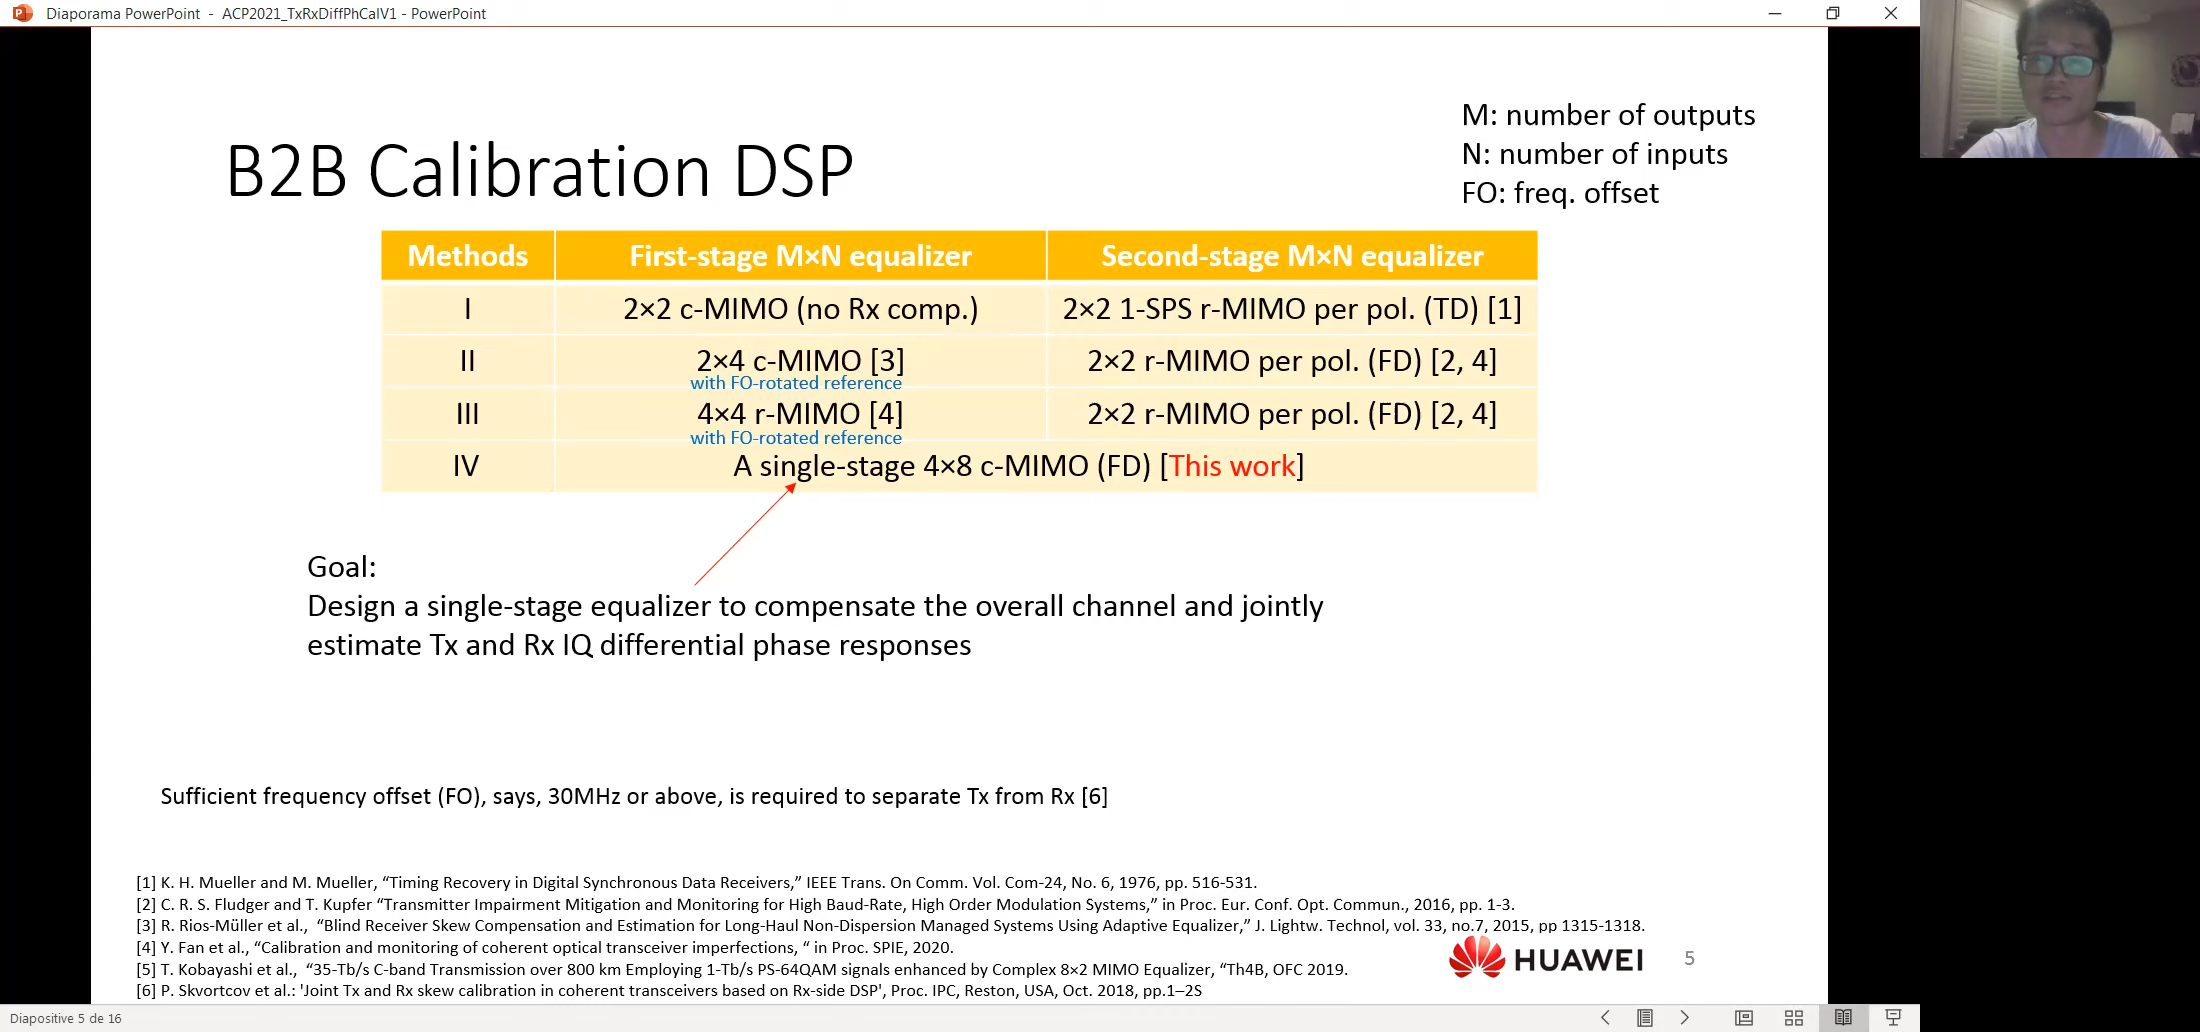 Diaporama PowerPoint - ACP2021_TxRxDiffPhCalV1 - PowerPoint
M: number of outputs
N: number of inputs
FO: freq. offset
B2B Calibration DSP
Methods First-stage M×N equalizer Second-stage M×N equalizer
I 2×2 c-MIMO (no Rx comp.) 2×2 1-SPS r-MIMO per pol. (TD) [1]
II 2×4 c-MIMO [3] 2×2 r-MIMO per pol. (FD) [2, 4]
with FO-rotated reference
III 4×4 r-MIMO [4] 2×2 r-MIMO per pol. (FD) [2, 4]
with FO-rotated reference
IV A single-stage 4×8 c-MIMO (FD) [This work]
Goal:
Design a single-stage equalizer to compensate the overall channel and jointly
estimate Tx and Rx IQ differential phase responses
Sufficient frequency offset (FO), says, 30MHz or above, is required to separate Tx from Rx [6]
[1] K. H. Mueller and M. Mueller, “Timing Recovery in Digital Synchronous Data Receivers,” IEEE Trans. On Comm. Vol. Com-24, No. 6, 1976, pp. 516-531.
[2] C. R. S. Fludger and T. Kupfer “Transmitter Impairment Mitigation and Monitoring for High Baud-Rate, High Order Modulation Systems,” in Proc. Eur. Conf. Opt. Commun., 2016, pp. 1-3.
[3] R. Rios-Müller et al., “Blind Receiver Skew Compensation and Estimation for Long-Haul Non-Dispersion Managed Systems Using Adaptive Equalizer,” J. Lightw. Technol, vol. 33, no.7, 2015, pp 1315-1318.
[4] Y. Fan et al., “Calibration and monitoring of coherent optical transceiver imperfections, “ in Proc. SPIE, 2020.
[5] T. Kobayashi et al., “35-Tb/s C-band Transmission over 800 km Employing 1-Tb/s PS-64QAM signals enhanced by Complex 8×2 MIMO Equalizer, “Th4B, OFC 2019.
[6] P. Skvortcov et al.: 'Joint Tx and Rx skew calibration in coherent transceivers based on Rx-side DSP', Proc. IPC, Reston, USA, Oct. 2018, pp.1–2S
HUAWEI 5
Diapositive 5 de 16